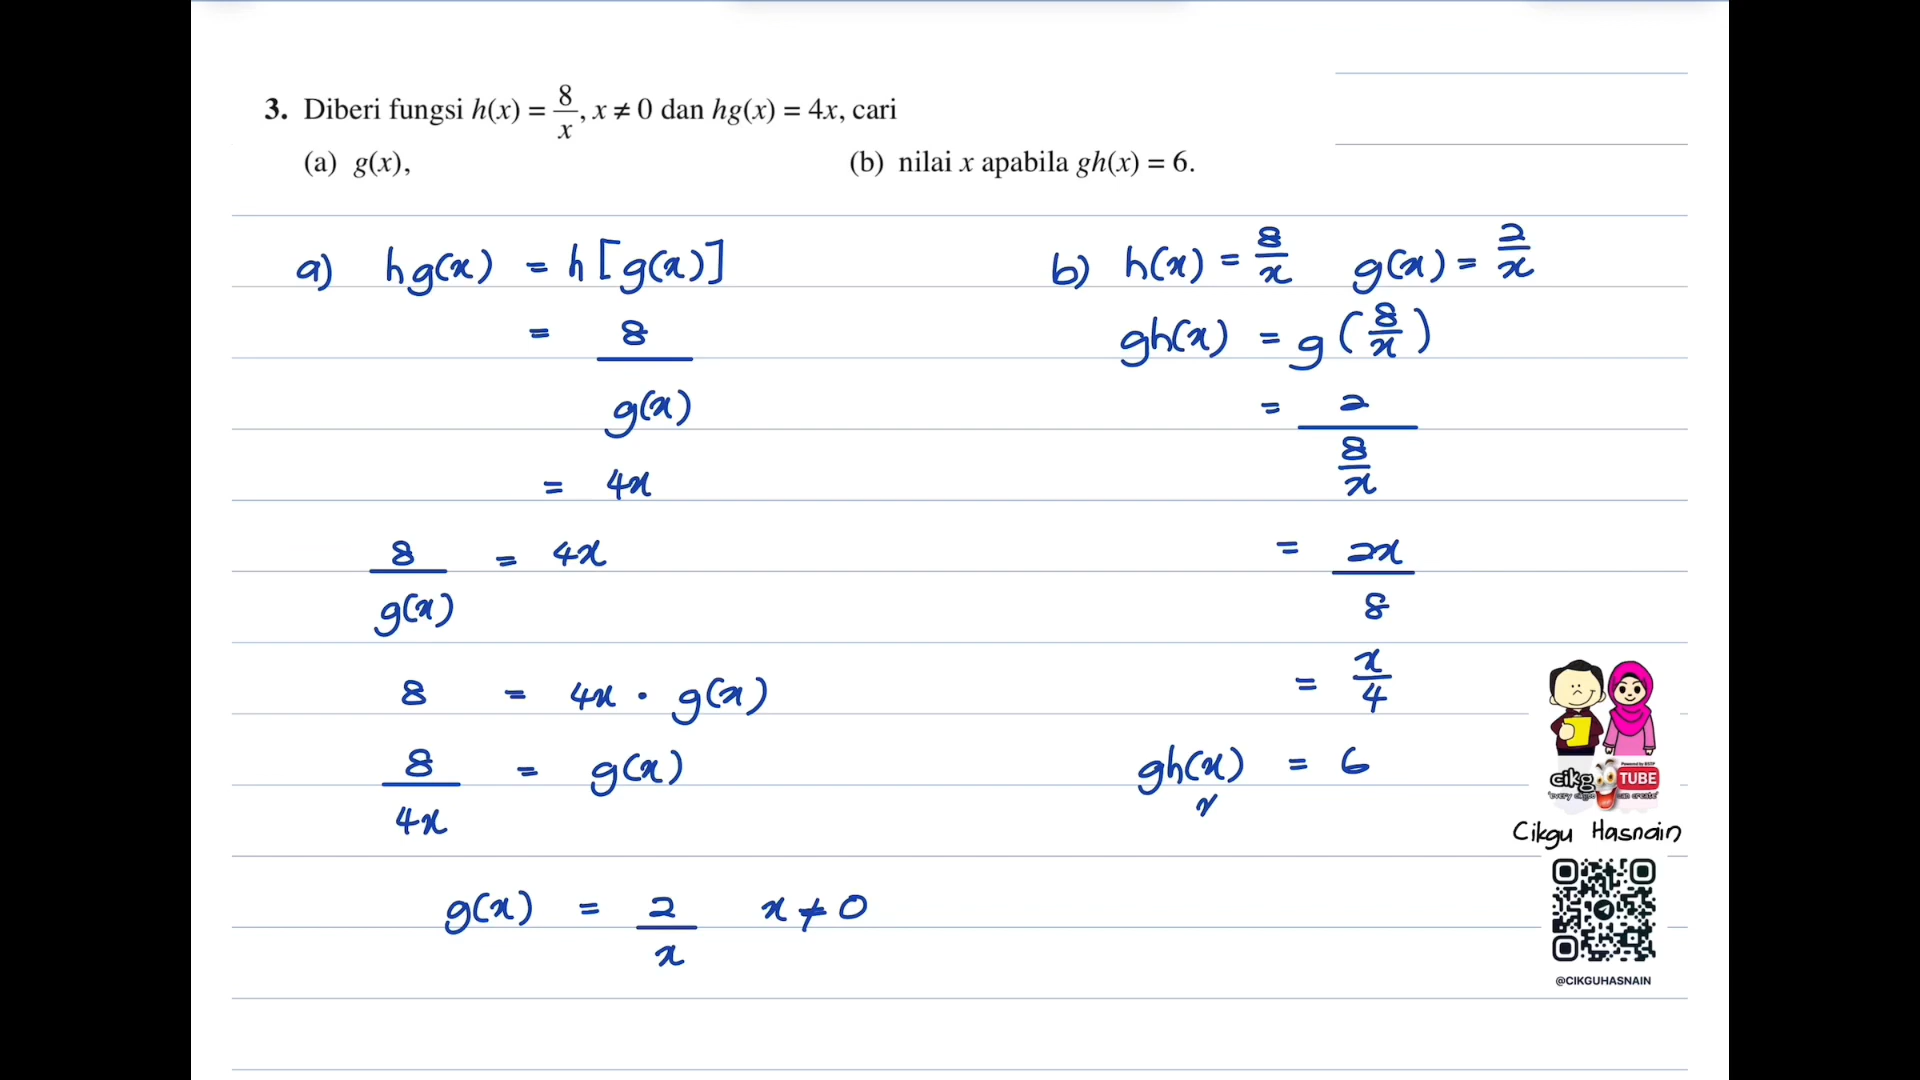 3. Diberi fungsi h(x) = 8/x, x ≠ 0 dan hg(x) = 4x, cari
(a) g(x),
(b) nilai x apabila gh(x) = 6.
a) hg(x) = h[g(x)]
= 8/g(x)
= 4x
8/g(x) = 4x
8 = 4x · g(x)
8/4x = g(x)
g(x) = 2/x x ≠ 0
b) h(x) = 8/x g(x) = 2/x
gh(x) = g(8/x)
= 2/(8/x)
= 2x/8
= x/4
gh(x) = 6
cikgu TUBE
Cikgu Hasnain
@CIKGUHASNAIN